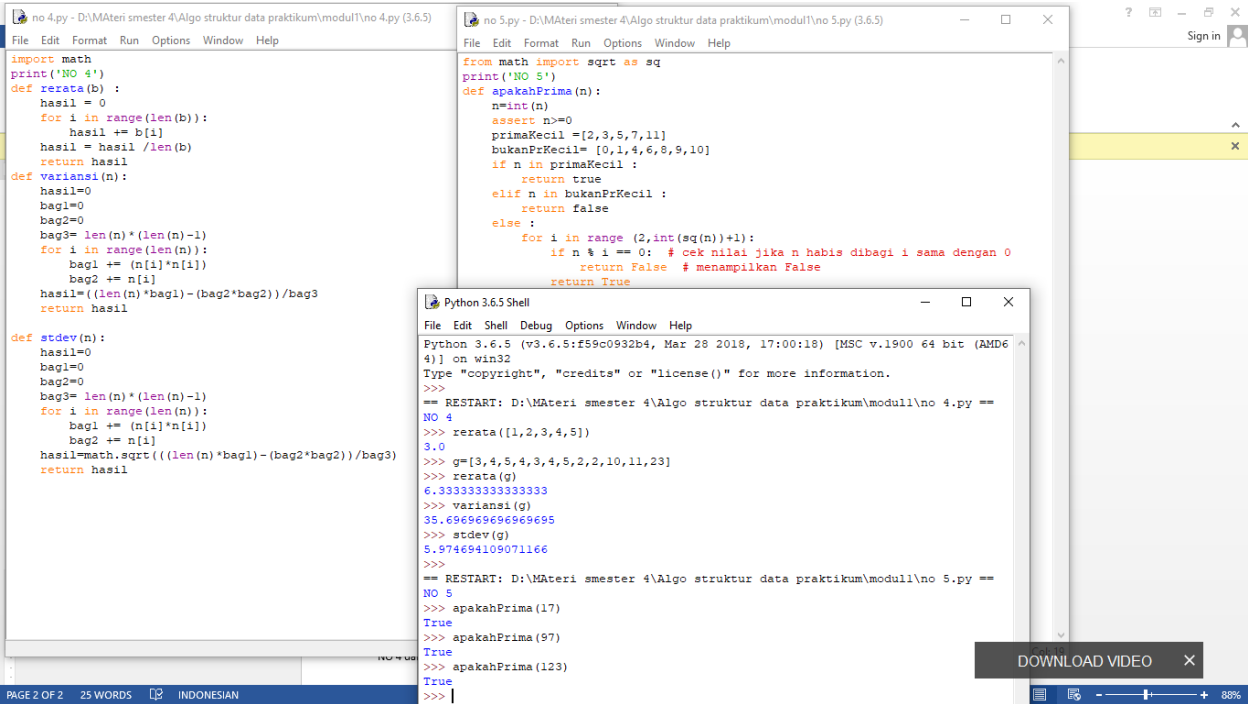 no 4.py - D:\MAteri smester 4\Algo struktur data praktikum\modul1\no 4.py (3.6.5)
File Edit Format Run Options Window Help
import math
print('NO 4')
def rerata(b) :
    hasil = 0
    for i in range(len(b)):
        hasil += b[i]
    hasil = hasil /len(b)
    return hasil
def variansi(n):
    hasil=0
    bag1=0
    bag2=0
    bag3= len(n)*(len(n)-1)
    for i in range(len(n)):
        bag1 += (n[i]*n[i])
        bag2 += n[i]
    hasil=((len(n)*bag1)-(bag2*bag2))/bag3
    return hasil
def stdev(n):
    hasil=0
    bag1=0
    bag2=0
    bag3= len(n)*(len(n)-1)
    for i in range(len(n)):
        bag1 += (n[i]*n[i])
        bag2 += n[i]
    hasil=math.sqrt(((len(n)*bag1)-(bag2*bag2))/bag3)
    return hasil
no 5.py - D:\MAteri smester 4\Algo struktur data praktikum\modul1\no 5.py (3.6.5)
File Edit Format Run Options Window Help
from math import sqrt as sq
print('NO 5')
def apakahPrima(n):
    n=int(n)
    assert n>=0
    primaKecil =[2,3,5,7,11]
    bukanPrKecil= [0,1,4,6,8,9,10]
    if n in primaKecil :
        return true
    elif n in bukanPrKecil :
        return false
    else :
        for i in range (2,int(sq(n))+1):
            if n % i == 0:  # cek nilai jika n habis dibagi i sama dengan 0
                return False  # menampilkan False
            return True
Python 3.6.5 Shell
File Edit Shell Debug Options Window Help
Python 3.6.5 (v3.6.5:f59c0932b4, Mar 28 2018, 17:00:18) [MSC v.1900 64 bit (AMD6
4)] on win32
Type "copyright", "credits" or "license()" for more information.
>>>
== RESTART: D:\MAteri smester 4\Algo struktur data praktikum\modul1\no 4.py ==
NO 4
>>> rerata([1,2,3,4,5])
3.0
>>> g=[3,4,5,4,3,4,5,2,2,10,11,23]
>>> rerata(g)
6.333333333333333
>>> variansi(g)
35.696969696969695
>>> stdev(g)
5.974694109071166
>>>
== RESTART: D:\MAteri smester 4\Algo struktur data praktikum\modul1\no 5.py ==
NO 5
>>> apakahPrima(17)
True
>>> apakahPrima(97)
True
>>> apakahPrima(123)
True
>>>
Sign in
DOWNLOAD VIDEO
PAGE 2 OF 2 25 WORDS INDONESIAN
88%